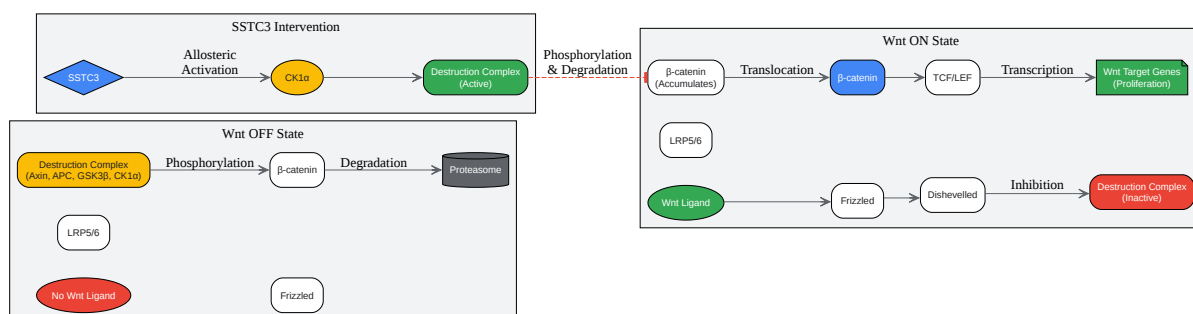 SSTC3 Intervention
SSTC3
Allosteric
Activation
CK1α
Destruction Complex
(Active)
Phosphorylation
& Degradation
Wnt ON State
β-catenin
(Accumulates)
Translocation
β-catenin
TCF/LEF
Transcription
Wnt Target Genes
(Proliferation)
LRP5/6
Wnt Ligand
Frizzled
Dishevelled
Inhibition
Destruction Complex
(Inactive)
Wnt OFF State
Destruction Complex
(Axin, APC, GSK3β, CK1α)
Phosphorylation
β-catenin
Degradation
Proteasome
LRP5/6
No Wnt Ligand
Frizzled